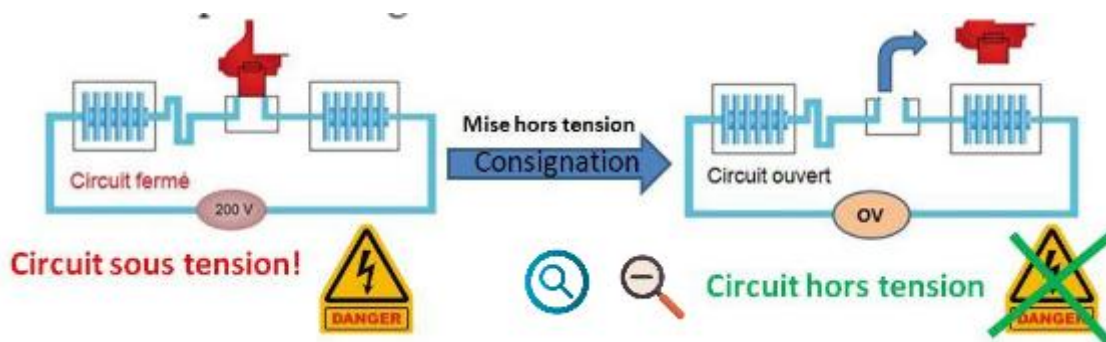 Mise hors tension
Consignation
Circuit fermé
200 V
Circuit sous tension!
DANGER
Circuit ouvert
OV
Circuit hors tension
DANGER